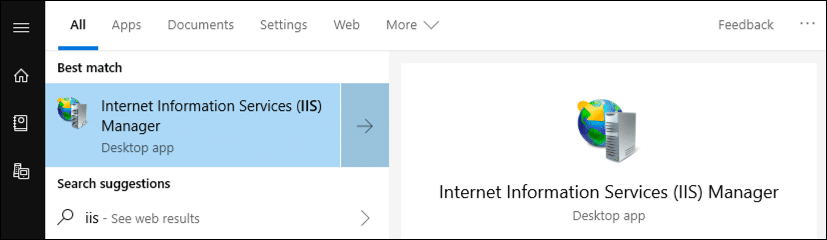 All Apps Documents Settings Web More Feedback ...
Best match
Internet Information Services (IIS)
Manager
Desktop app
Search suggestions
iis - See web results
Internet Information Services (IIS) Manager
Desktop app